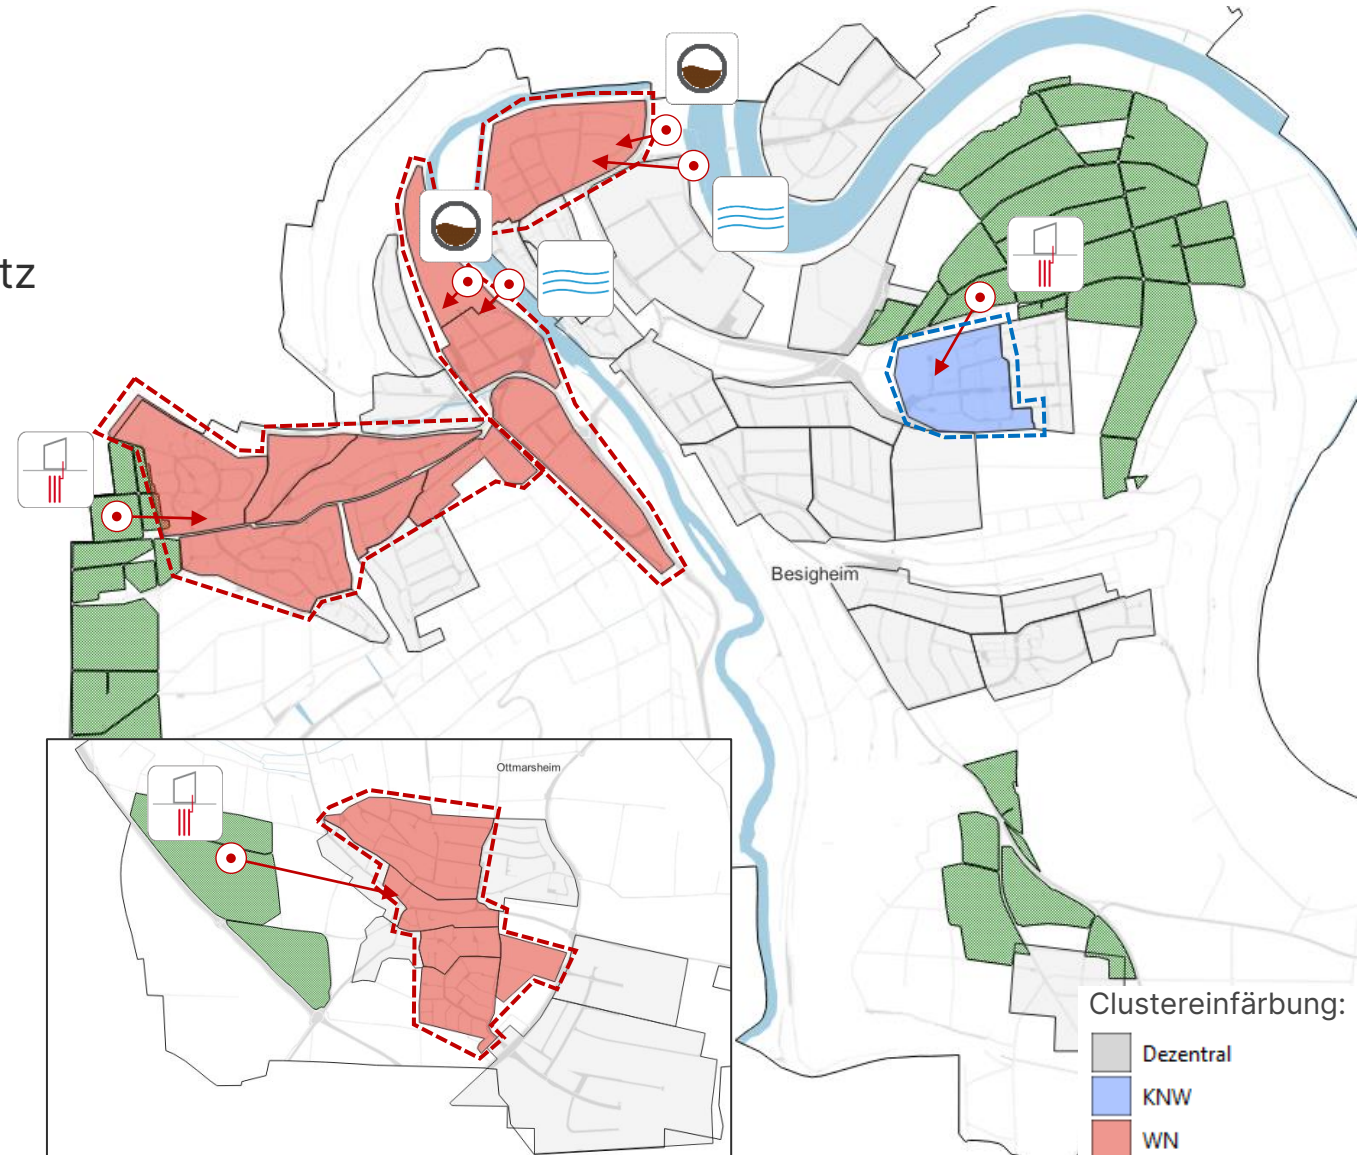 tz
Besigheim
Ottmarsheim
Clustereinfärbung:
Dezentral
KNW
WN